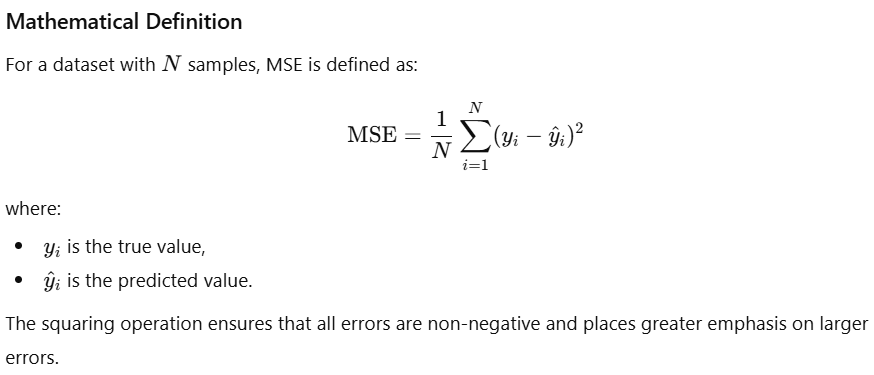 Mathematical Definition
For a dataset with N samples, MSE is defined as:
MSE = \frac{1}{N} \sum_{i=1}^{N} (y_i - \hat{y}_i)^2
where:
• y_i is the true value,
• \hat{y}_i is the predicted value.
The squaring operation ensures that all errors are non-negative and places greater emphasis on larger
errors.